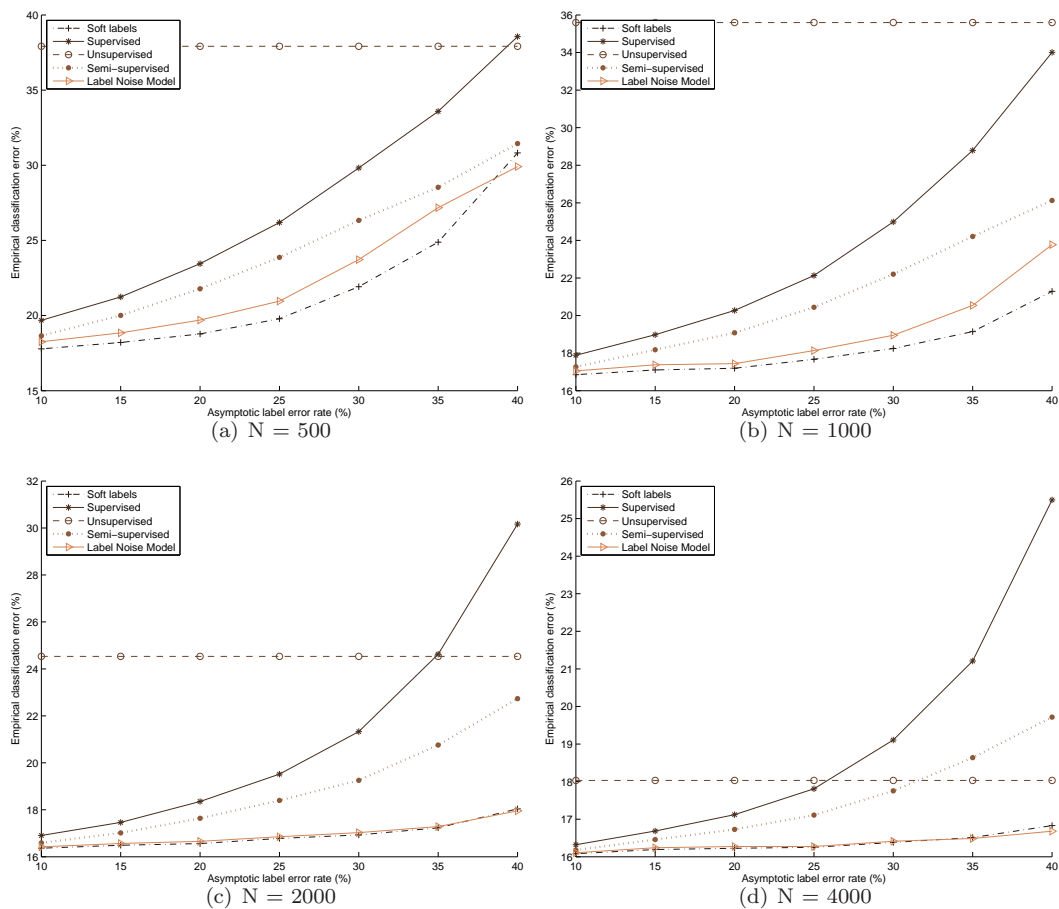 40
35
30
25
20
15
Empirical classification error (%)
Soft labels
Supervised
Unsupervised
Semi−supervised
Label Noise Model
10 15 20 25 30 35 40
Asymptotic label error rate (%)
(a) N = 500
36
34
32
30
28
26
24
22
20
18
16
Empirical classification error (%)
Soft labels
Supervised
Unsupervised
Semi−supervised
Label Noise Model
10 15 20 25 30 35 40
Asymptotic label error rate (%)
(b) N = 1000
32
30
28
26
24
22
20
18
16
Empirical classification error (%)
Soft labels
Supervised
Unsupervised
Semi−supervised
Label Noise Model
10 15 20 25 30 35 40
Asymptotic label error rate (%)
(c) N = 2000
26
25
24
23
22
21
20
19
18
17
16
Empirical classification error (%)
Soft labels
Supervised
Unsupervised
Semi−supervised
Label Noise Model
10 15 20 25 30 35 40
Asymptotic label error rate (%)
(d) N = 4000